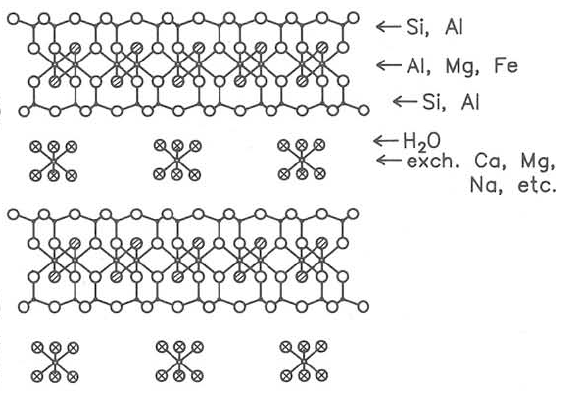 Si, Al
Al, Mg, Fe
Si, Al
H₂O
exch. Ca, Mg,
Na, etc.